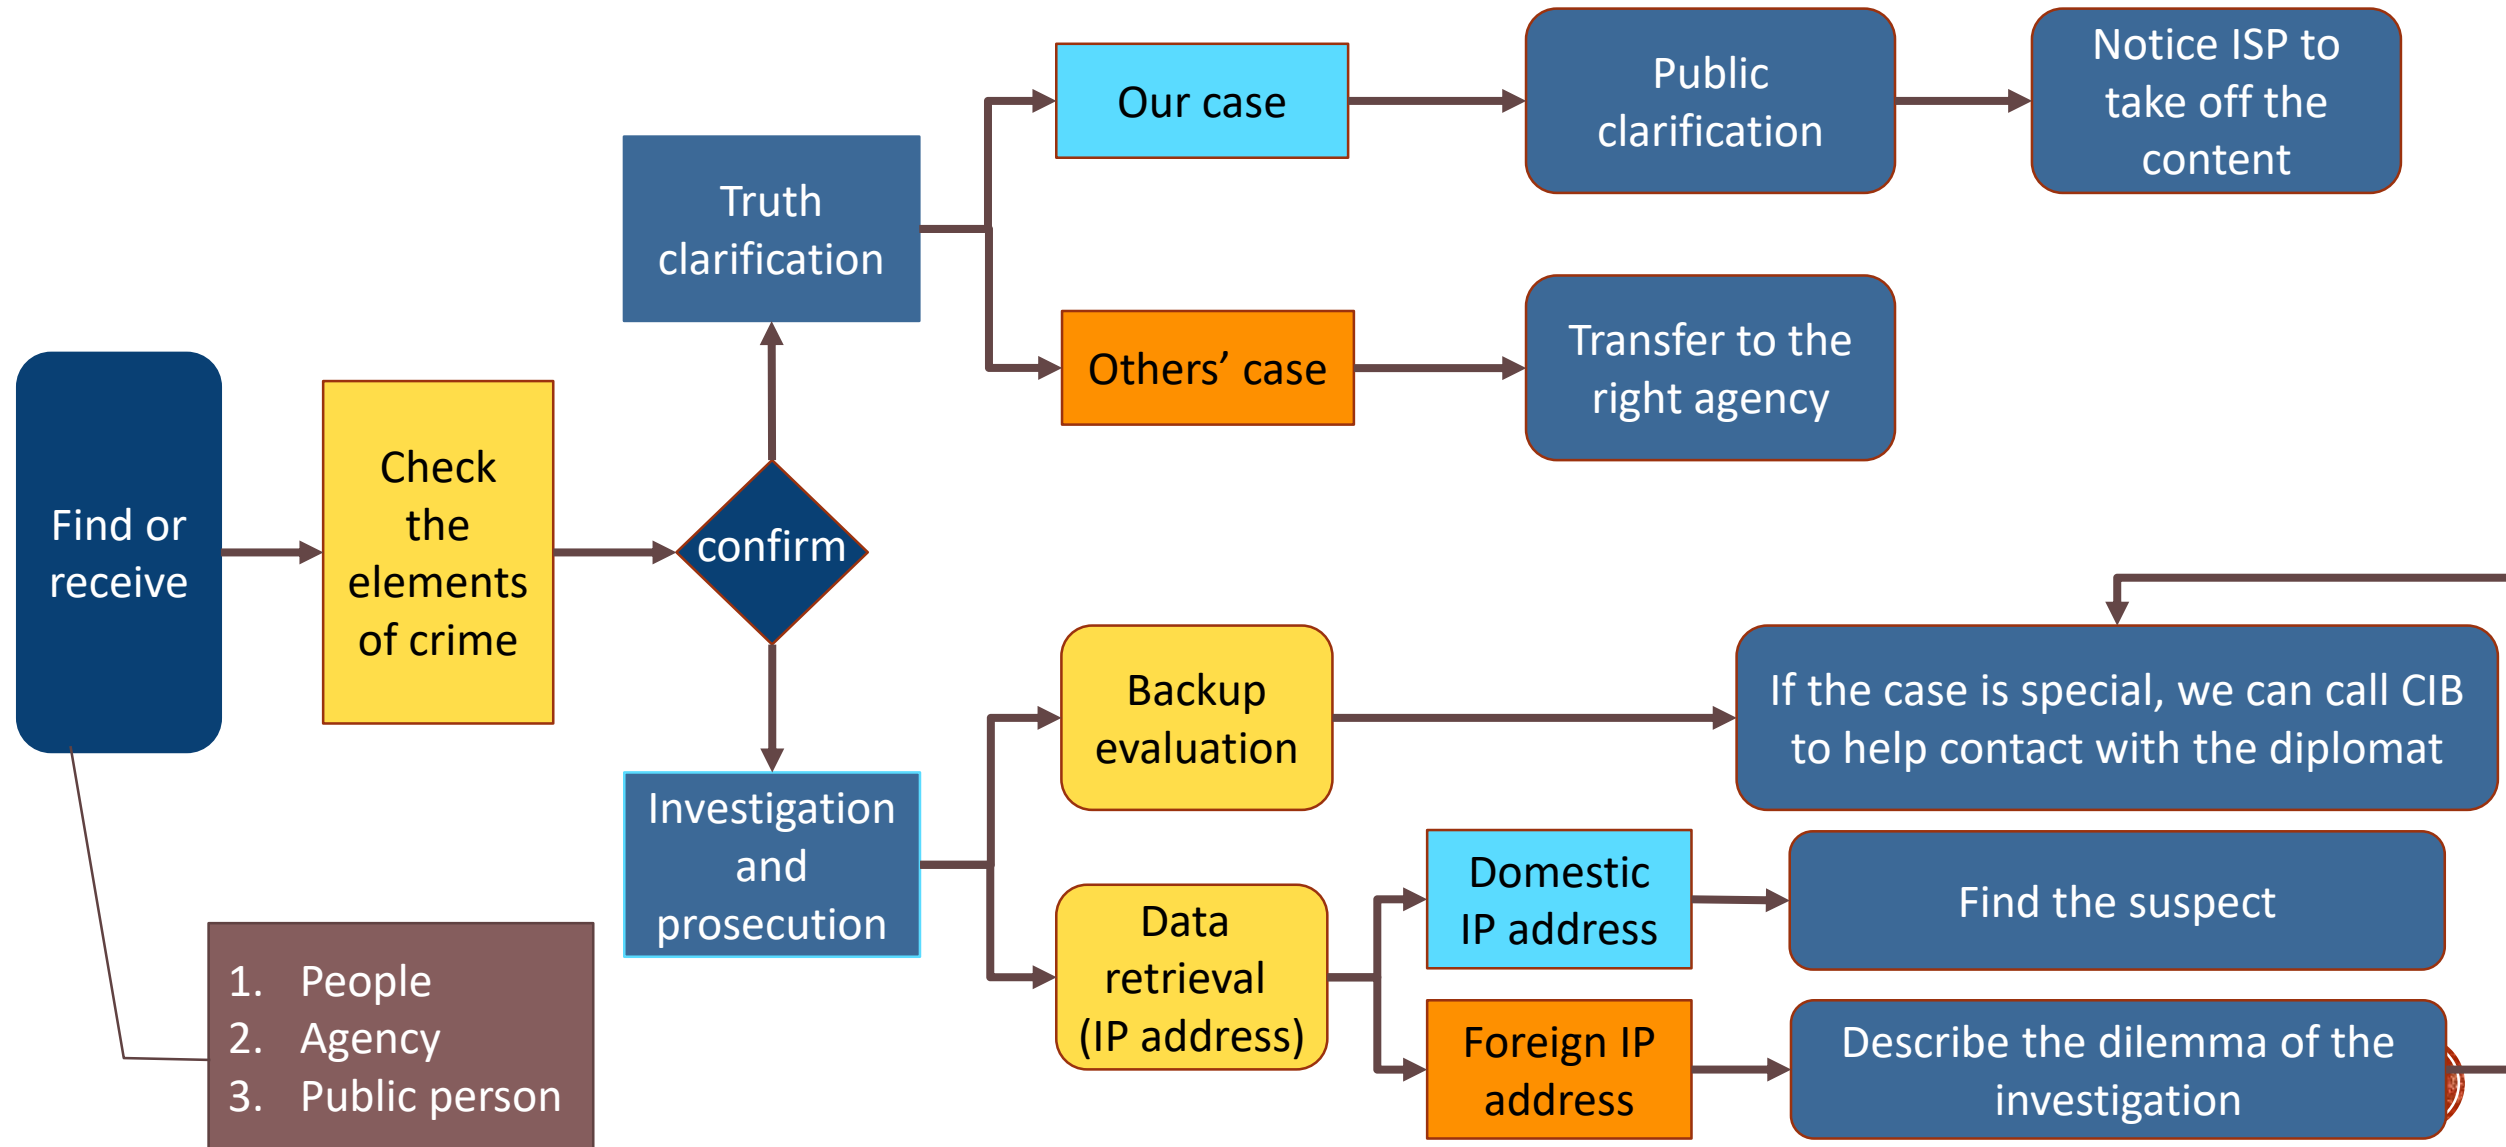 Find or
receive
1. People
2. Agency
3. Public person
Check
the
elements
of crime
confirm
Truth
clarification
Our case
Public
clarification
Notice ISP to
take off the
content
Others’ case
Transfer to the
right agency
Investigation
and
prosecution
Backup
evaluation
If the case is special, we can call CIB
to help contact with the diplomat
Data
retrieval
(IP address)
Domestic
IP address
Find the suspect
Foreign IP
address
Describe the dilemma of the
investigation